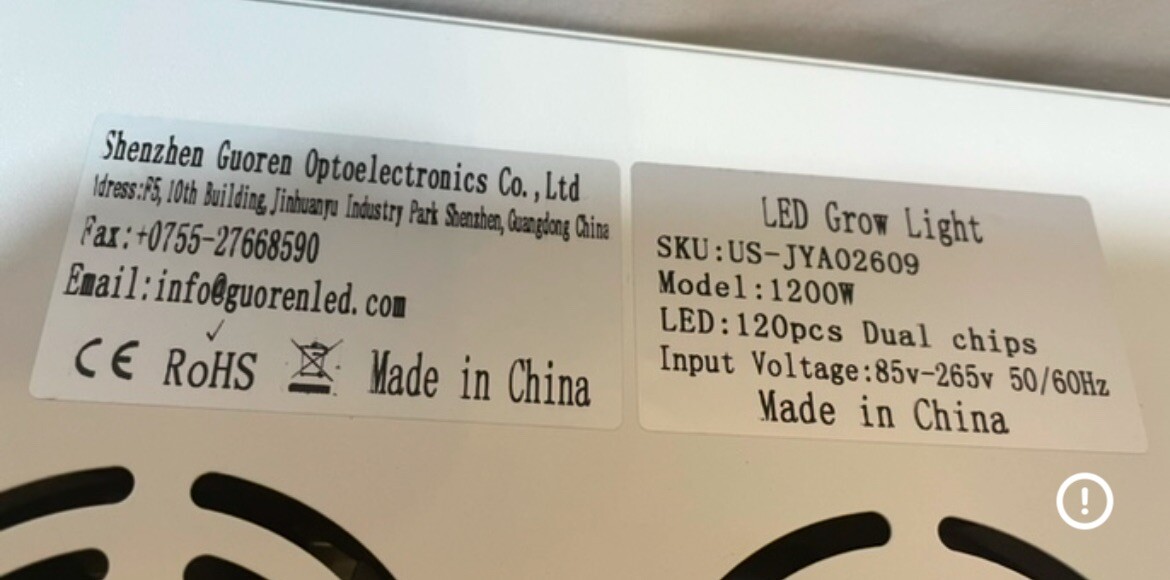 Shenzhen Guoren Optoelectronics Co.,Ltd
dress:F5, 10th Building, Jinhuanyu Industry Park Shenzhen, Guangdong China
Fax:+0755-27668590
Email:info@guorenled.com
CE RoHS Made in China
LED Grow Light
SKU:US-JYA02609
Model:1200W
LED:120pcs Dual chips
Input Voltage:85v-265v 50/60Hz
Made in China